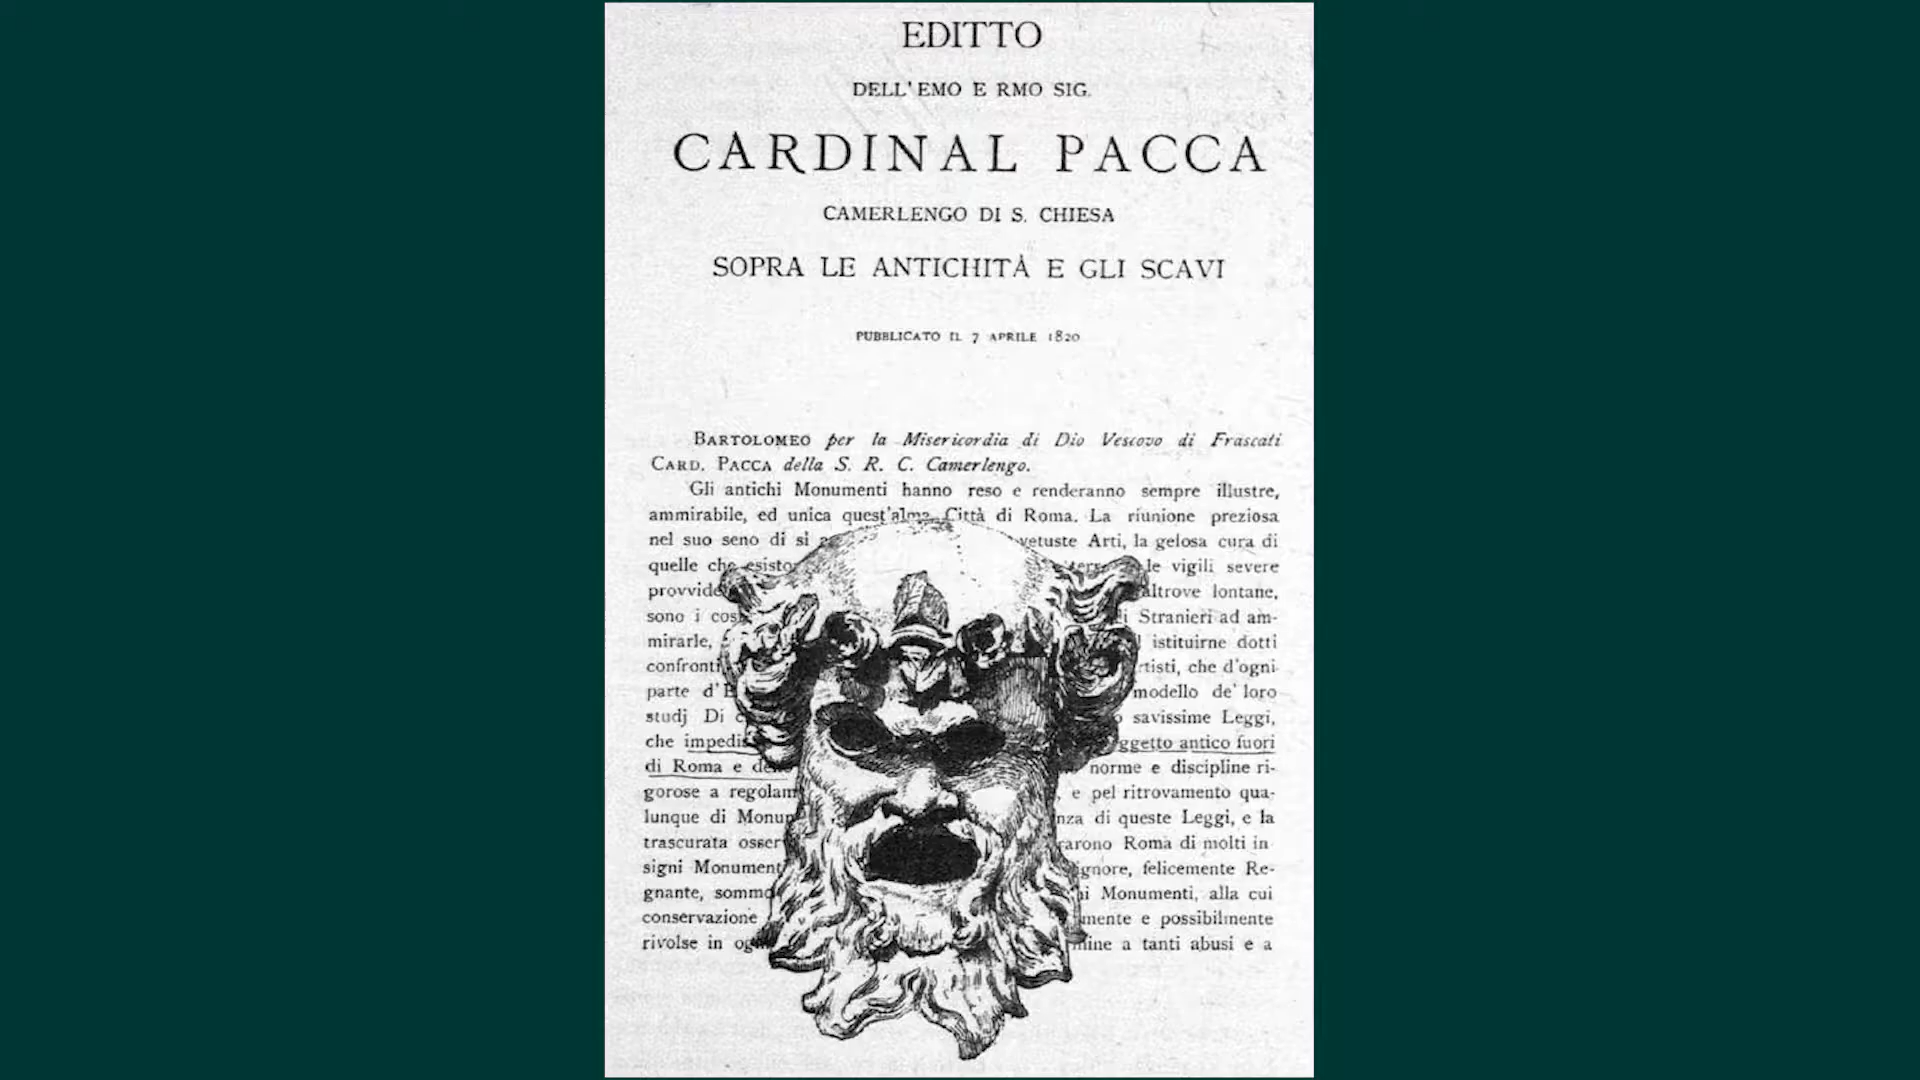 EDITTO
DELL' EMO E RMO SIG.
CARDINAL PACCA
CAMERLENGO DI S. CHIESA
SOPRA LE ANTICHITÀ E GLI SCAVI
PUBBLICATO IL 7 APRILE 1820
BARTOLOMEO per la Misericordia di Dio Vescovo di Frascati
CARD. PACCA della S. R. C. Camerlengo.
Gli antichi Monumenti hanno reso e renderanno sempre illustre,
ammirabile, ed unica quest'alma Città di Roma. La riunione preziosa
nel suo seno di sì vetuste Arti, la gelosa cura di
quelle che le vigili severe
altrove lontane,
sono i Stranieri ad am-
mirarle, istituirne dotti
confronti che d'ogni
parte d' modello de' loro
studj Di savissime Leggi,
che antico fuori
di Roma e norme e discipline ri-
gorose a e pel ritrovamento qua-
lunque di di queste Leggi, e la
trascurata Roma di molti in
signi felicemente Re-
gnante, Monumenti, alla cui
conservazione e possibilmente
rivolse in a tanti abusi e a